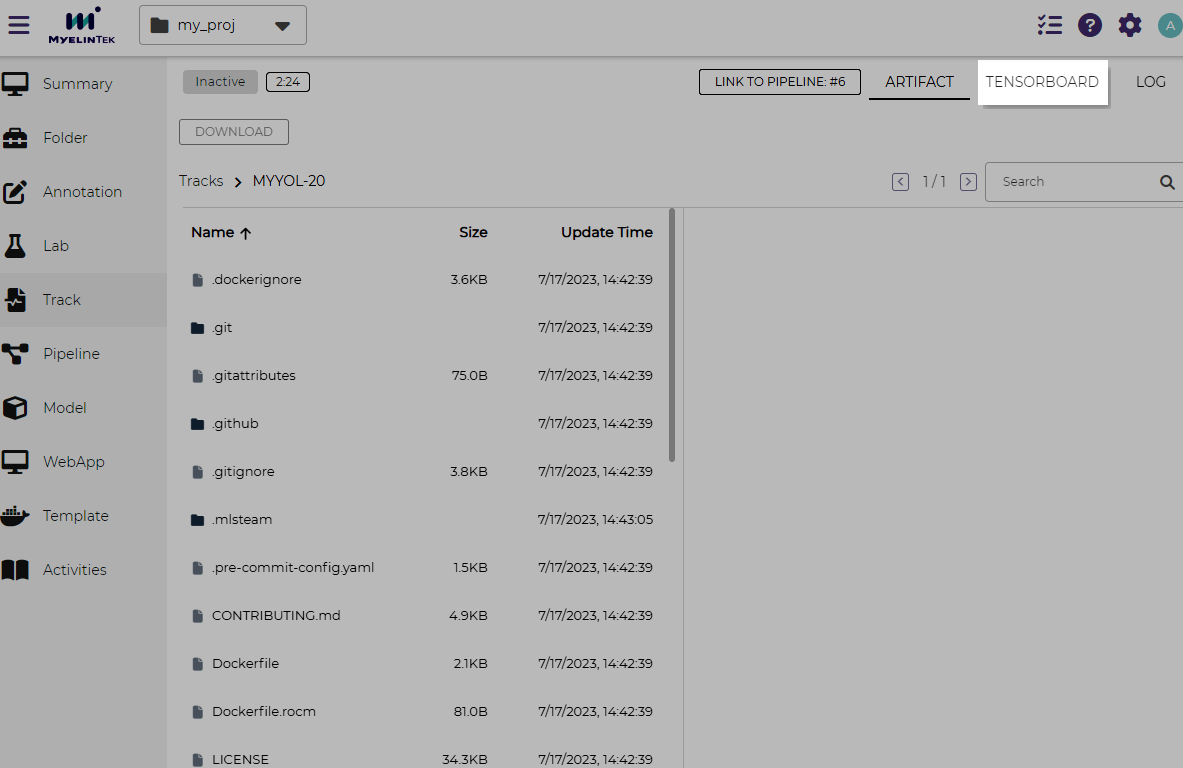 MYELINTEK
my_proj
?
A
Summary
Folder
Annotation
Lab
Track
Pipeline
Model
WebApp
Template
Activities
Inactive 2:24 LINK TO PIPELINE: #6 ARTIFACT TENSORBOARD LOG
DOWNLOAD
Tracks > MYYOL-20 < 1 / 1 > Search
Name ↑ Size Update Time
.dockerignore 3.6KB 7/17/2023, 14:42:39
.git 7/17/2023, 14:42:39
.gitattributes 75.0B 7/17/2023, 14:42:39
.github 7/17/2023, 14:42:39
.gitignore 3.8KB 7/17/2023, 14:42:39
.mlsteam 7/17/2023, 14:43:05
.pre-commit-config.yaml 1.5KB 7/17/2023, 14:42:39
CONTRIBUTING.md 4.9KB 7/17/2023, 14:42:39
Dockerfile 2.1KB 7/17/2023, 14:42:39
Dockerfile.rocm 81.0B 7/17/2023, 14:42:39
LICENSE 34.3KB 7/17/2023, 14:42:39